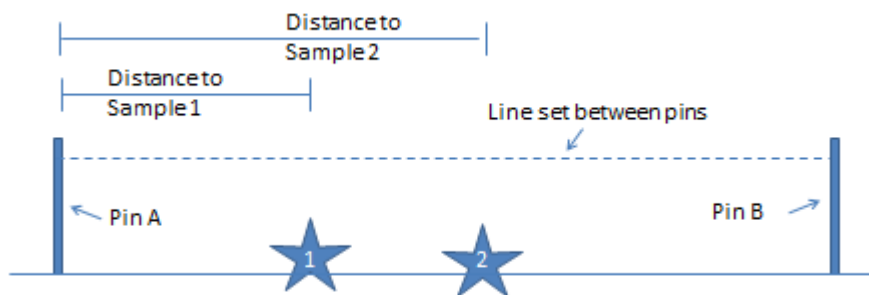 Distance to
Sample 2
Distance to
Sample 1
Line set between pins
Pin A
Pin B
1
2